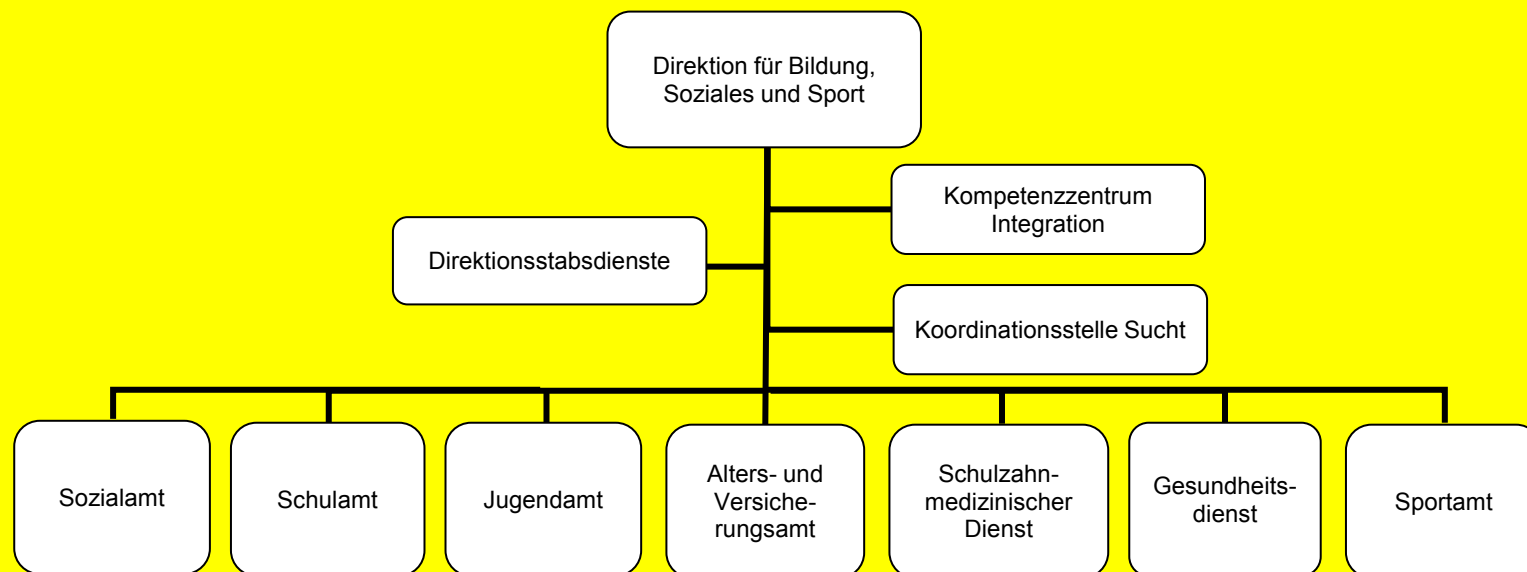 Direktion für Bildung,
Soziales und Sport
Kompetenzzentrum
Integration
Direktionsstabsdienste
Koordinationsstelle Sucht
Sozialamt
Schulamt
Jugendamt
Alters- und
Versiche-
rungsamt
Schulzahn-
medizinischer
Dienst
Gesundheits-
dienst
Sportamt